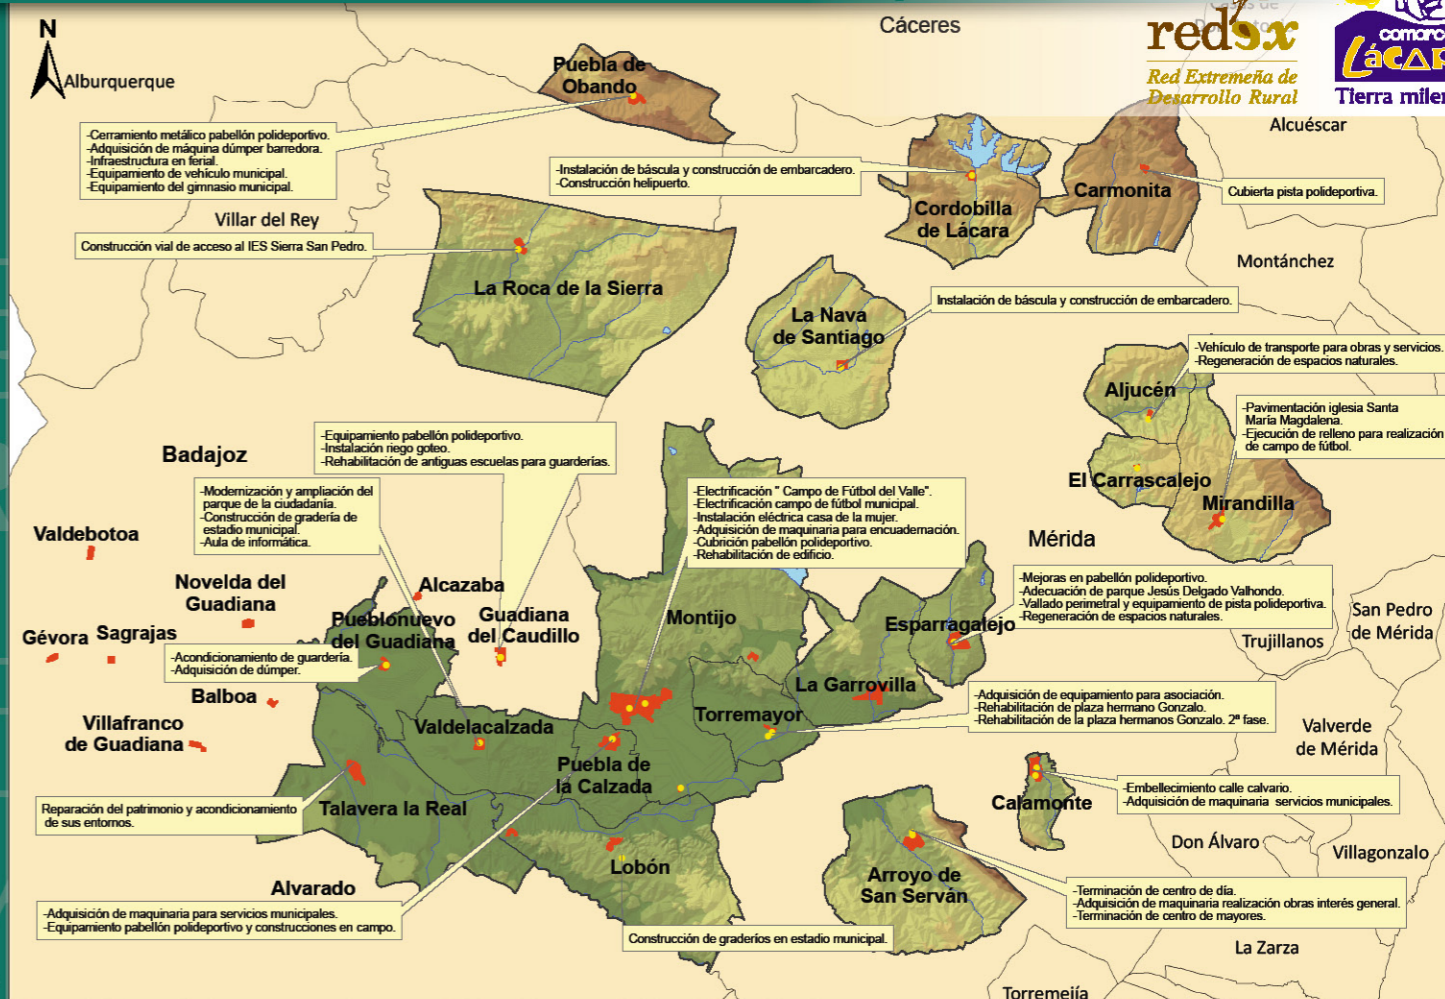 N
Cáceres
redex
Red Extremeña de
Desarrollo Rural
comarca
Tierra
Alburquerque
Puebla de
Obando
Alcuéscar
-Cerramiento metálico pabellón polideportivo.
-Adquisición de máquina dúmper barredora.
-Infraestructura en ferial.
-Equipamiento de vehículo municipal.
-Equipamiento del gimnasio municipal.
-Instalación de báscula y construcción de embarcadero.
-Construcción helipuerto.
Carmonita
Cubierta pista polideportiva.
Cordobilla
de Lácara
Villar del Rey
Construcción vial de acceso al IES Sierra San Pedro.
Montánchez
La Roca de la Sierra
Instalación de báscula y construcción de embarcadero.
La Nava
de Santiago
-Vehículo de transporte para obras y servicios.
-Regeneración de espacios naturales.
Aljucén
-Pavimentación iglesia Santa
María Magdalena.
-Ejecución de relleno para realización
de campo de fútbol.
Badajoz
-Equipamiento pabellón polideportivo.
-Instalación riego goteo.
-Rehabilitación de antiguas escuelas para guarderías.
El Carrascalejo
Mirandilla
-Modernización y ampliación del
parque de la ciudadanía.
-Construcción de gradería de
estadio municipal.
-Aula de informática.
-Electrificación " Campo de Fútbol del Valle".
-Electrificación campo de fútbol municipal.
-Instalación eléctrica casa de la mujer.
-Adquisición de maquinaria para encuadernación.
-Cubrición pabellón polideportivo.
-Rehabilitación de edificio.
Valdebotoa
Mérida
Novelda del
Guadiana
Alcazaba
-Mejoras en pabellón polideportivo.
-Adecuación de parque Jesús Delgado Valhondo.
-Vallado perimetral y equipamiento de pista polideportiva.
-Regeneración de espacios naturales.
Pueblonuevo
del Guadiana
Guadiana
del Caudillo
Montijo
Esparragalejo
San Pedro
de Mérida
Gévora
Sagrajas
Trujillanos
-Acondicionamiento de guardería.
-Adquisición de dúmper.
Balboa
La Garrovilla
-Adquisición de equipamiento para asociación.
-Rehabilitación de plaza hermano Gonzalo.
-Rehabilitación de la plaza hermanos Gonzalo. 2ª fase.
Villafranco
de Guadiana
Valdelacalzada
Torremayor
Valverde
de Mérida
Puebla de
la Calzada
Reparación del patrimonio y acondicionamiento
de sus entornos.
Talavera la Real
Calamonte
-Embellecimiento calle calvario.
-Adquisición de maquinaria servicios municipales.
Don Álvaro
Villagonzalo
Lobón
Arroyo de
San Serván
Alvarado
-Terminación de centro de día.
-Adquisición de maquinaria realización obras interés general.
-Terminación de centro de mayores.
-Adquisición de maquinaria para servicios municipales.
-Equipamiento pabellón polideportivo y construcciones en campo.
Construcción de graderíos en estadio municipal.
La Zarza
Torremejía